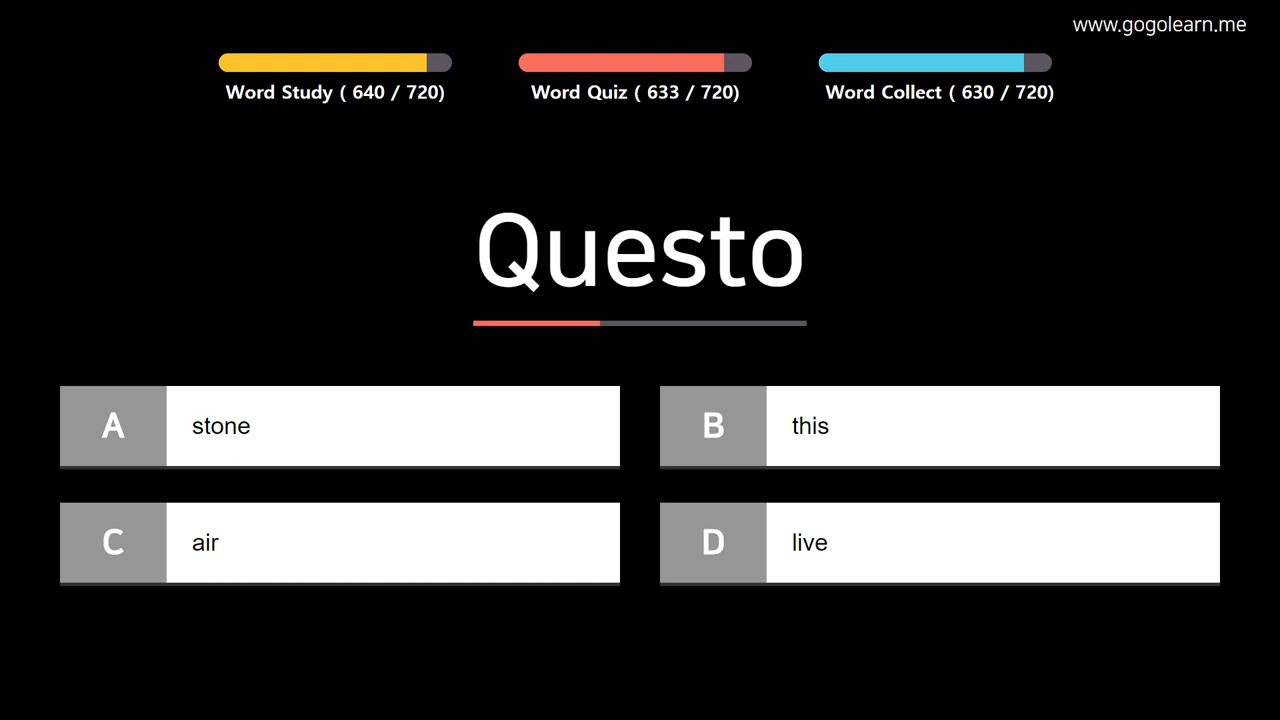 www.gogolearn.me
Word Study ( 640 / 720)
Word Quiz ( 633 / 720)
Word Collect ( 630 / 720)
Questo
A stone
B this
C air
D live